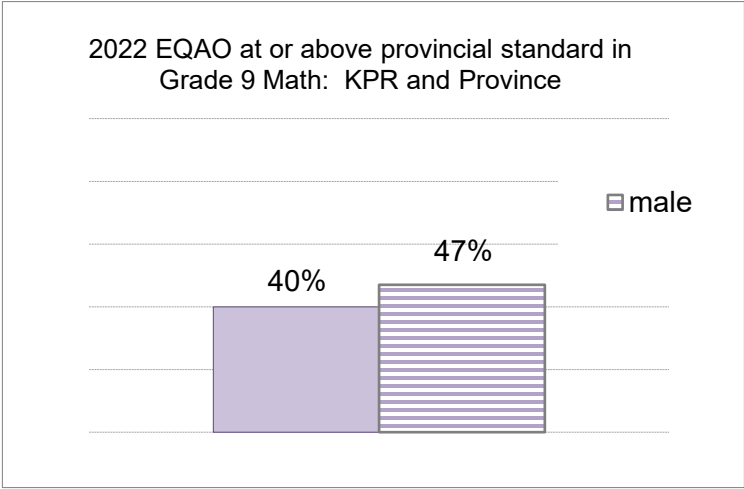 2022 EQAO at or above provincial standard in
Grade 9 Math: KPR and Province
male
47%
40%